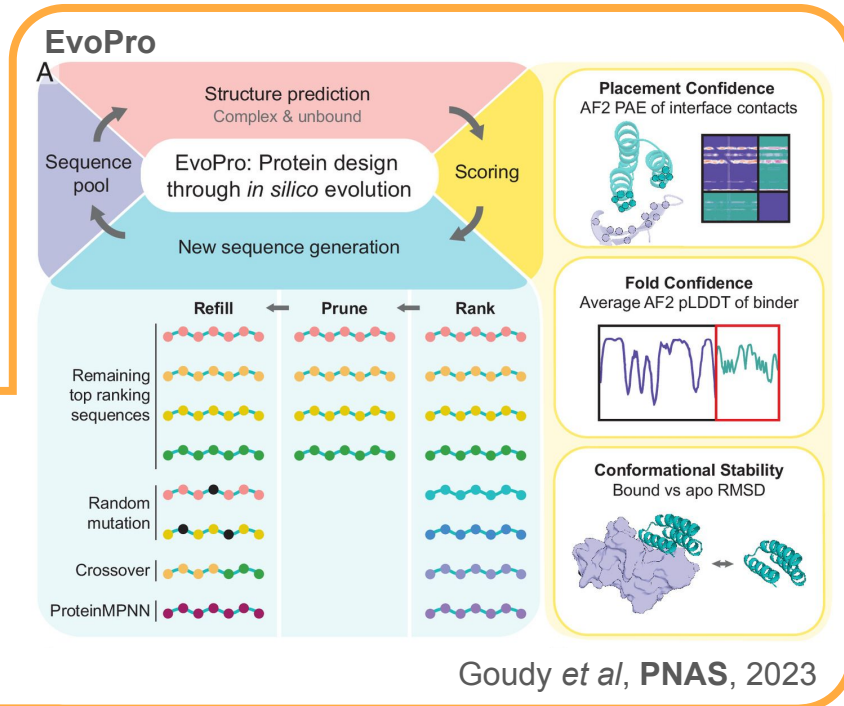 EvoPro
A
Structure prediction
Complex & unbound
Sequence
pool
EvoPro: Protein design
through in silico evolution
Scoring
New sequence generation
Refill
Prune
Rank
Remaining
top ranking
sequences
Random
mutation
Crossover
ProteinMPNN
Placement Confidence
AF2 PAE of interface contacts
Fold Confidence
Average AF2 pLDDT of binder
Conformational Stability
Bound vs apo RMSD
Goudy et al, PNAS, 2023